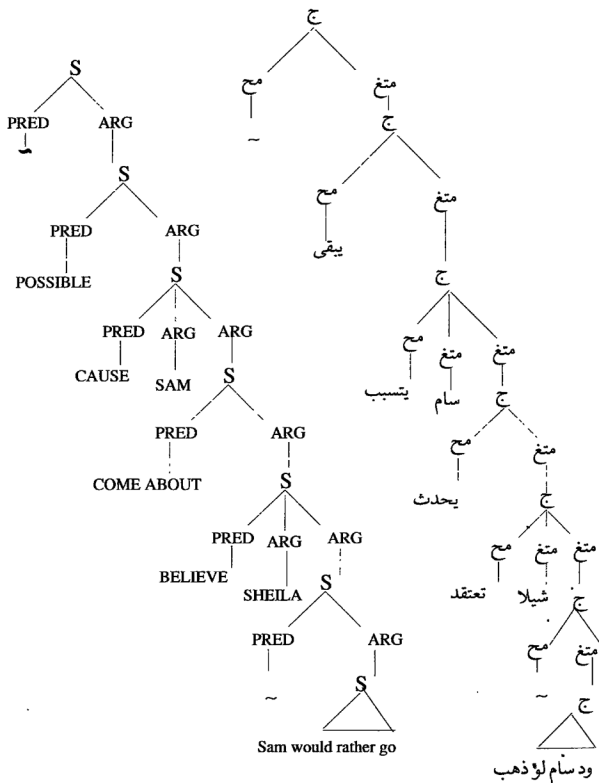 S
PRED ARG
~
S
PRED ARG
POSSIBLE
S
PRED ARG ARG
CAUSE SAM
S
PRED ARG
COME ABOUT
S
PRED ARG ARG
BELIEVE SHEILA
S
PRED ARG
~
S
Sam would rather go
ج
مح متغ
~
ج
مح متغ
يبقى
ج
مح متغ متغ
يتسبب سام
ج
مح متغ
يحدث
ج
مح متغ متغ
تعتقد شيلا
ج
مح متغ
~
ج
ود سام لو ذهب